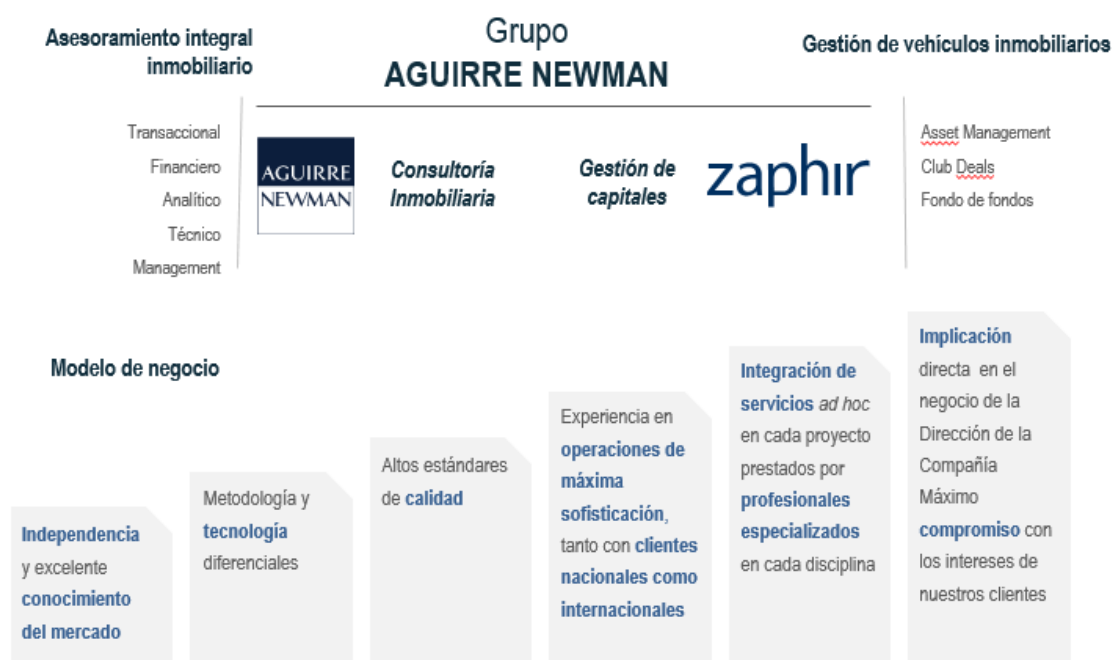 Asesoramiento integral
inmobiliario
Grupo
AGUIRRE NEWMAN
Gestión de vehículos inmobiliarios
Transaccional
Financiero
Analítico
Técnico
Management
AGUIRRE
NEWMAN
Consultoría
Inmobiliaria
Gestión de
capitales
zaphır
Asset Management
Club Deals
Fondo de fondos
Modelo de negocio
Independencia
y excelente
conocimiento
del mercado
Metodología y
tecnología
diferenciales
Altos estándares
de calidad
Experiencia en
operaciones de
máxima
sofisticación,
tanto con clientes
nacionales como
internacionales
Integración de
servicios ad hoc
en cada proyecto
prestados por
profesionales
especializados
en cada disciplina
Implicación
directa en el
negocio de la
Dirección de la
Compañía
Máximo
compromiso con
los intereses de
nuestros clientes